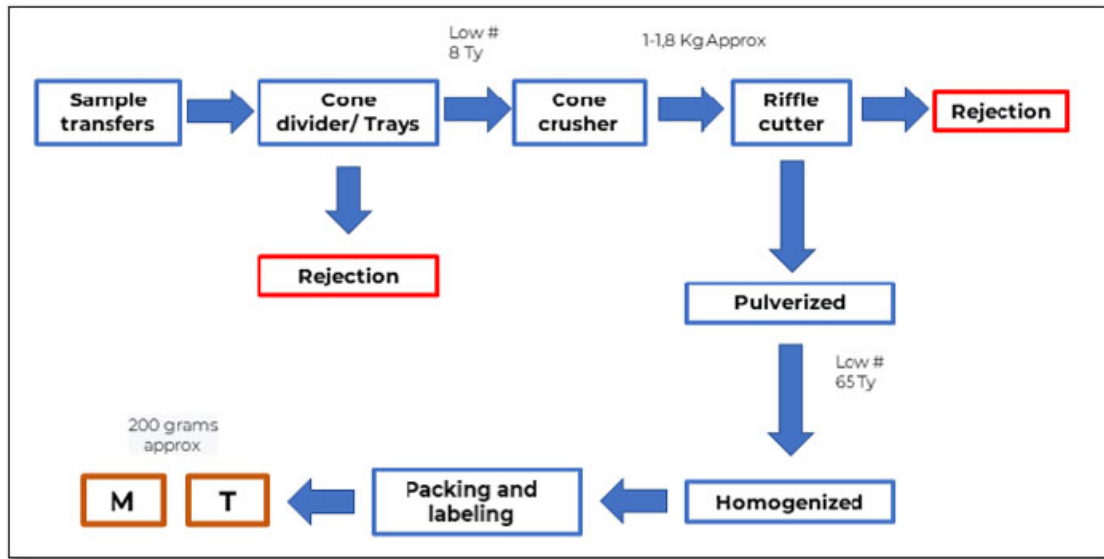 Low #
8 Ty
1-1,8 Kg Approx
Sample
transfers
Cone
divider/ Trays
Cone
crusher
Riffle
cutter
Rejection
Rejection
Pulverized
Low #
65 Ty
200 grams
approx
M
T
Packing and
labeling
Homogenized